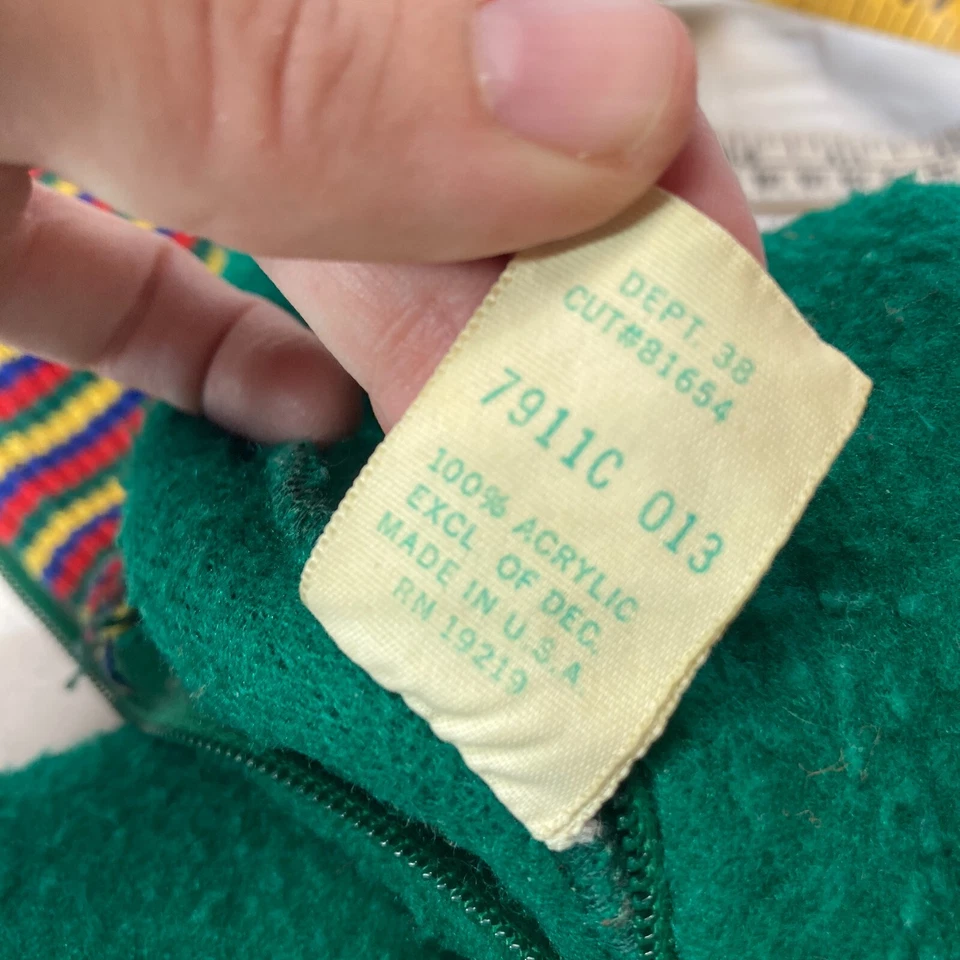 DEPT. 38
CUT#81654
7911C 013
100% ACRYLIC
EXCL. OF DEC.
MADE IN U.S.A.
RN 19219